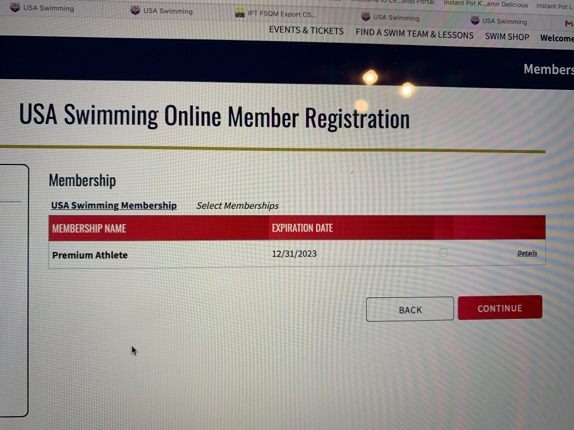 USA Swimming
USA Swimming
IPT FSQM Export CS...
USA Swimming
USA Swimming
Instant Pot K...amn Delicious
Instant Pot
EVENTS & TICKETS FIND A SWIM TEAM & LESSONS SWIM SHOP Welcome
Members
USA Swimming Online Member Registration
Membership
USA Swimming Membership Select Memberships
MEMBERSHIP NAME EXPIRATION DATE
Premium Athlete 12/31/2023 Details
BACK CONTINUE